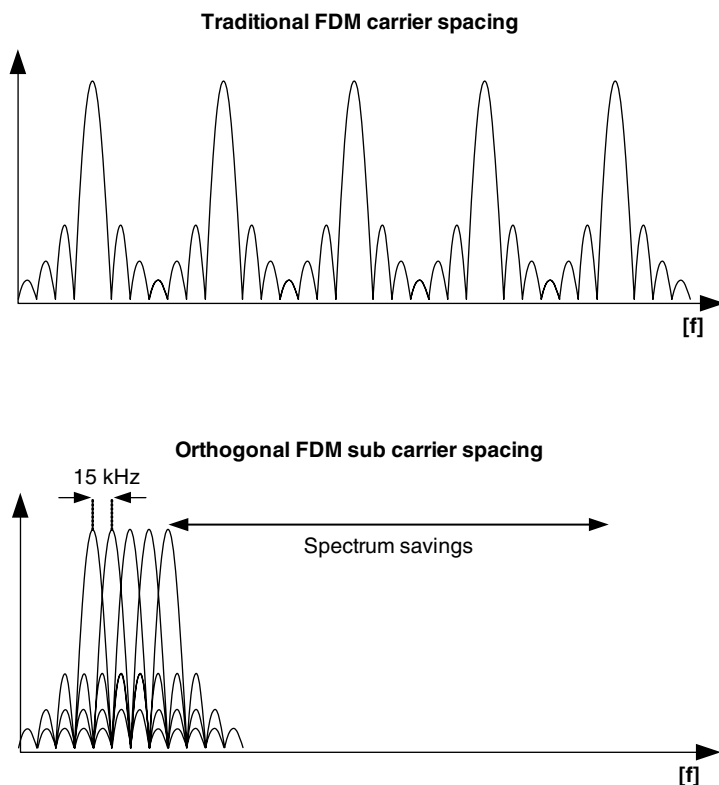 Traditional FDM carrier spacing
[f]
Orthogonal FDM sub carrier spacing
15 kHz
Spectrum savings
[f]